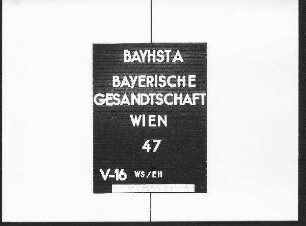 BAYHSTA
BAYERISCHE
GESANDTSCHAFT
WIEN
47
V-16 WS/EH